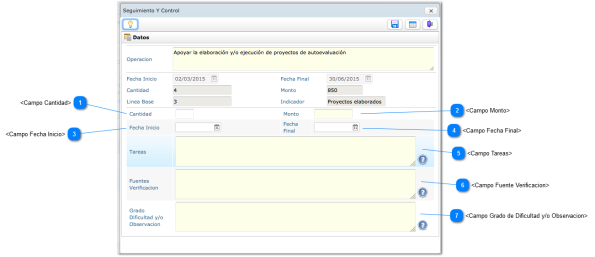 Seguimiento Y Control
Datos
Operacion
Apoyar la elaboración y/o ejecución de proyectos de autoevaluación
Fecha Inicio 02/03/2015 Fecha Final 30/06/2015
Cantidad 4 Monto 850
Linea Base 3 Indicador Proyectos elaborados
<Campo Cantidad> 1 Cantidad Monto 2 <Campo Monto>
<Campo Fecha Inicio> 3 Fecha Inicio Fecha Final 4 <Campo Fecha Final>
Tareas 5 <Campo Tareas>
Fuentes Verificacion 6 <Campo Fuente Verificacion>
Grado Dificultad y/o Observacion 7 <Campo Grado de Dificultad y/o Observacion>